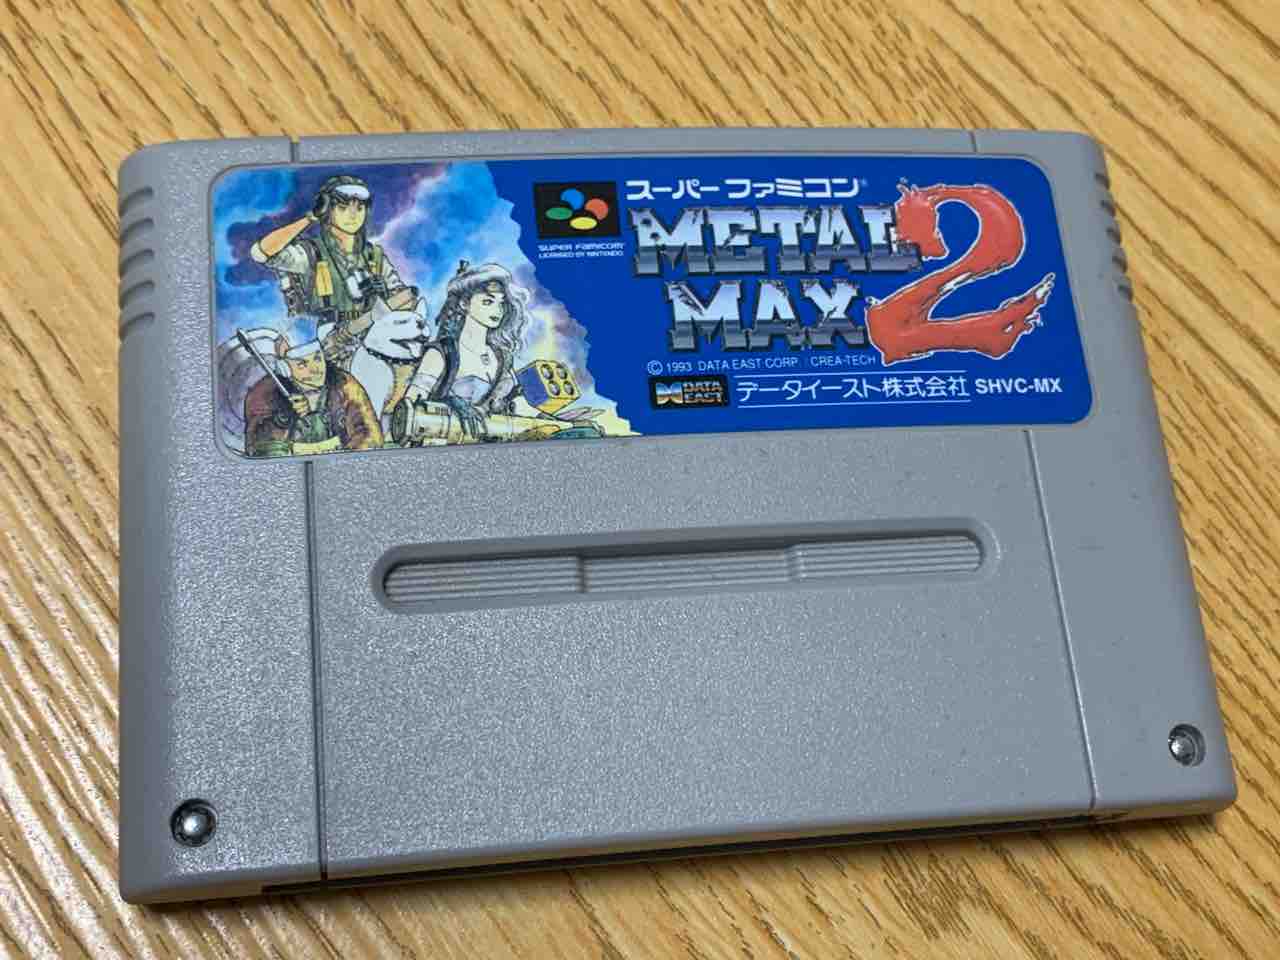 スーパーファミコン®
SUPER FAMICOM™
LICENSED BY NINTENDO
METAL
MAX
2
© 1993 DATA EAST CORP / CREA-TECH
DATA
EAST
データイースト株式会社 SHVC-MX